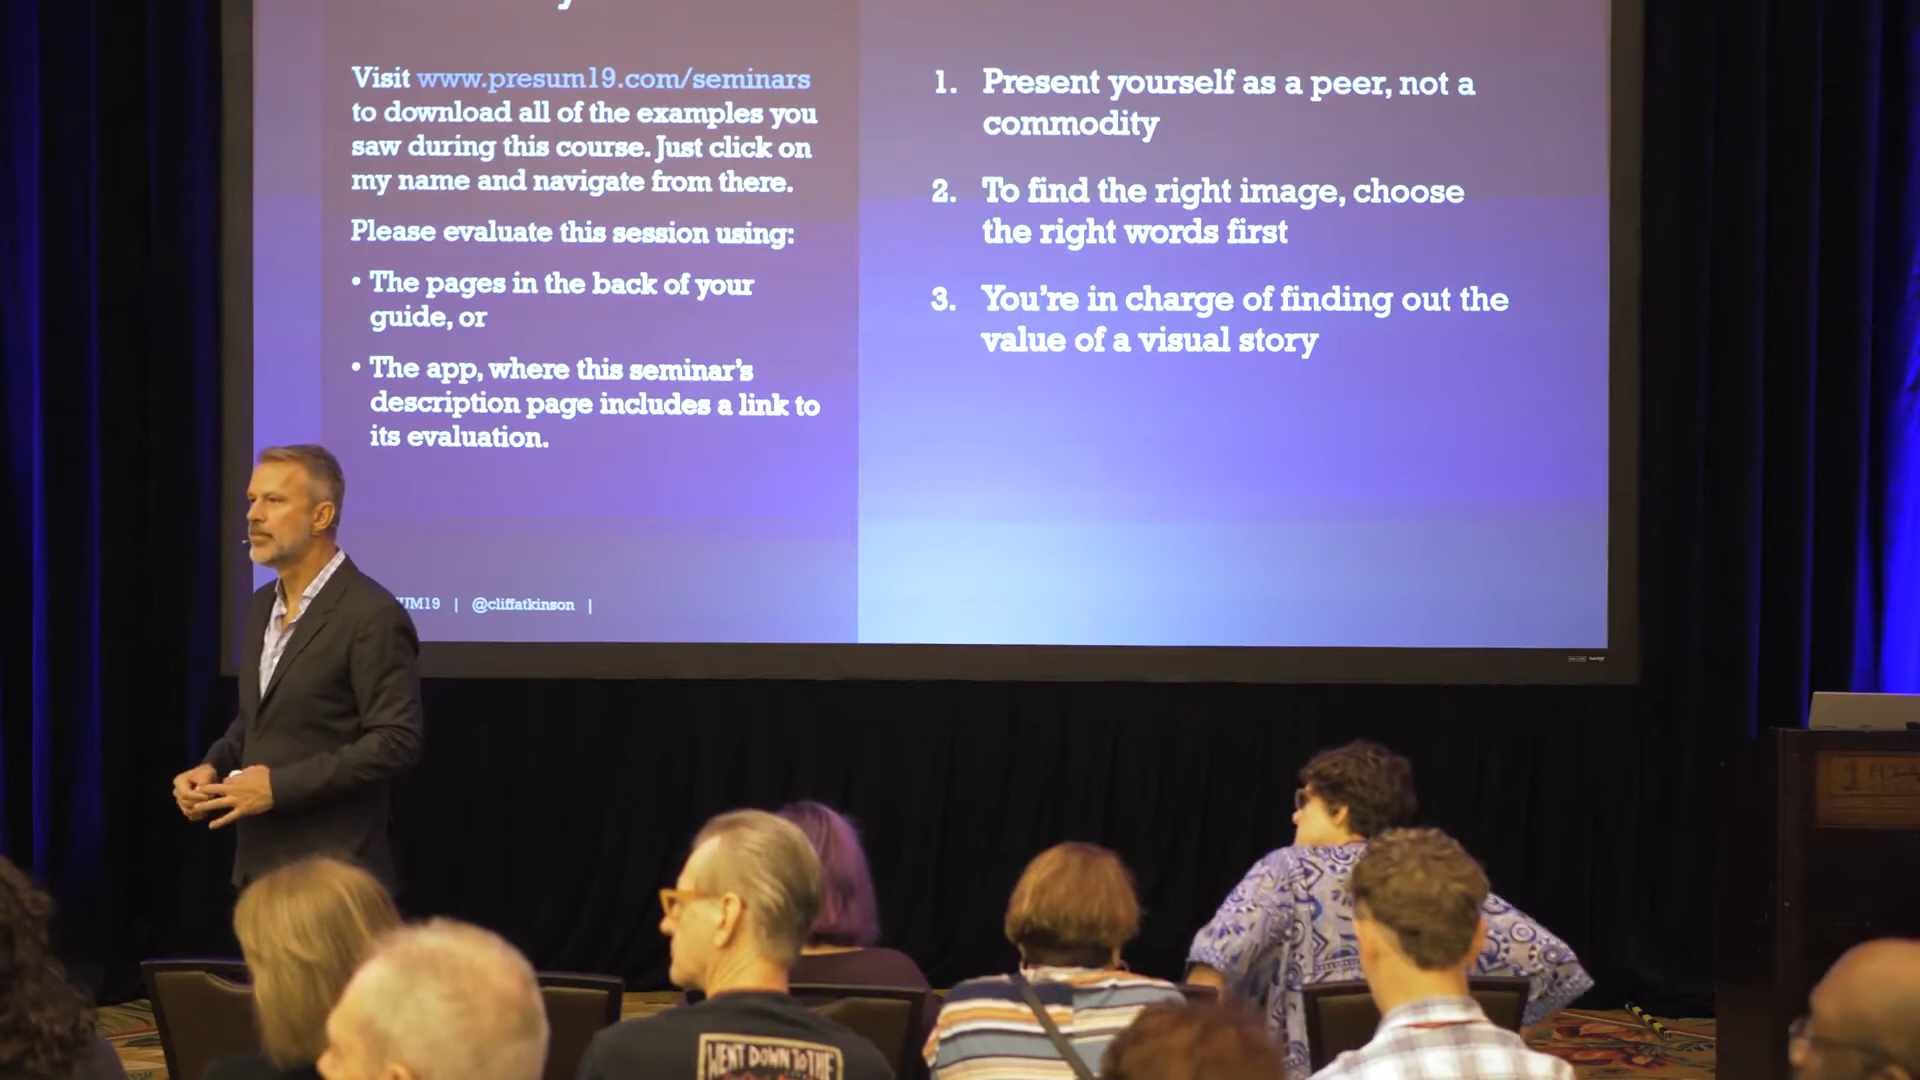 Visit www.presum19.com/seminars
to download all of the examples you
saw during this course. Just click on
my name and navigate from there.
Please evaluate this session using:
• The pages in the back of your
guide, or
• The app, where this seminar's
description page includes a link to
its evaluation.
UM19 | @cliffatkinson |
1. Present yourself as a peer, not a
commodity
2. To find the right image, choose
the right words first
3. You're in charge of finding out the
value of a visual story
WENT DOWN TO THE